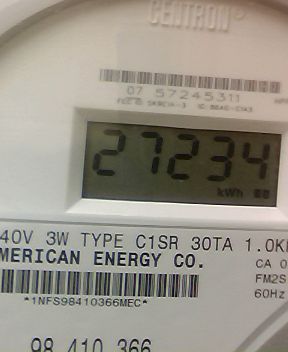 CENTRON
07 57245311
27234
kWh
40V 3W TYPE C1SR 30TA 1.0K
MERICAN ENERGY CO.
CA 0
FM2S
60Hz
*1NFS98410366MEC*
98 410 366